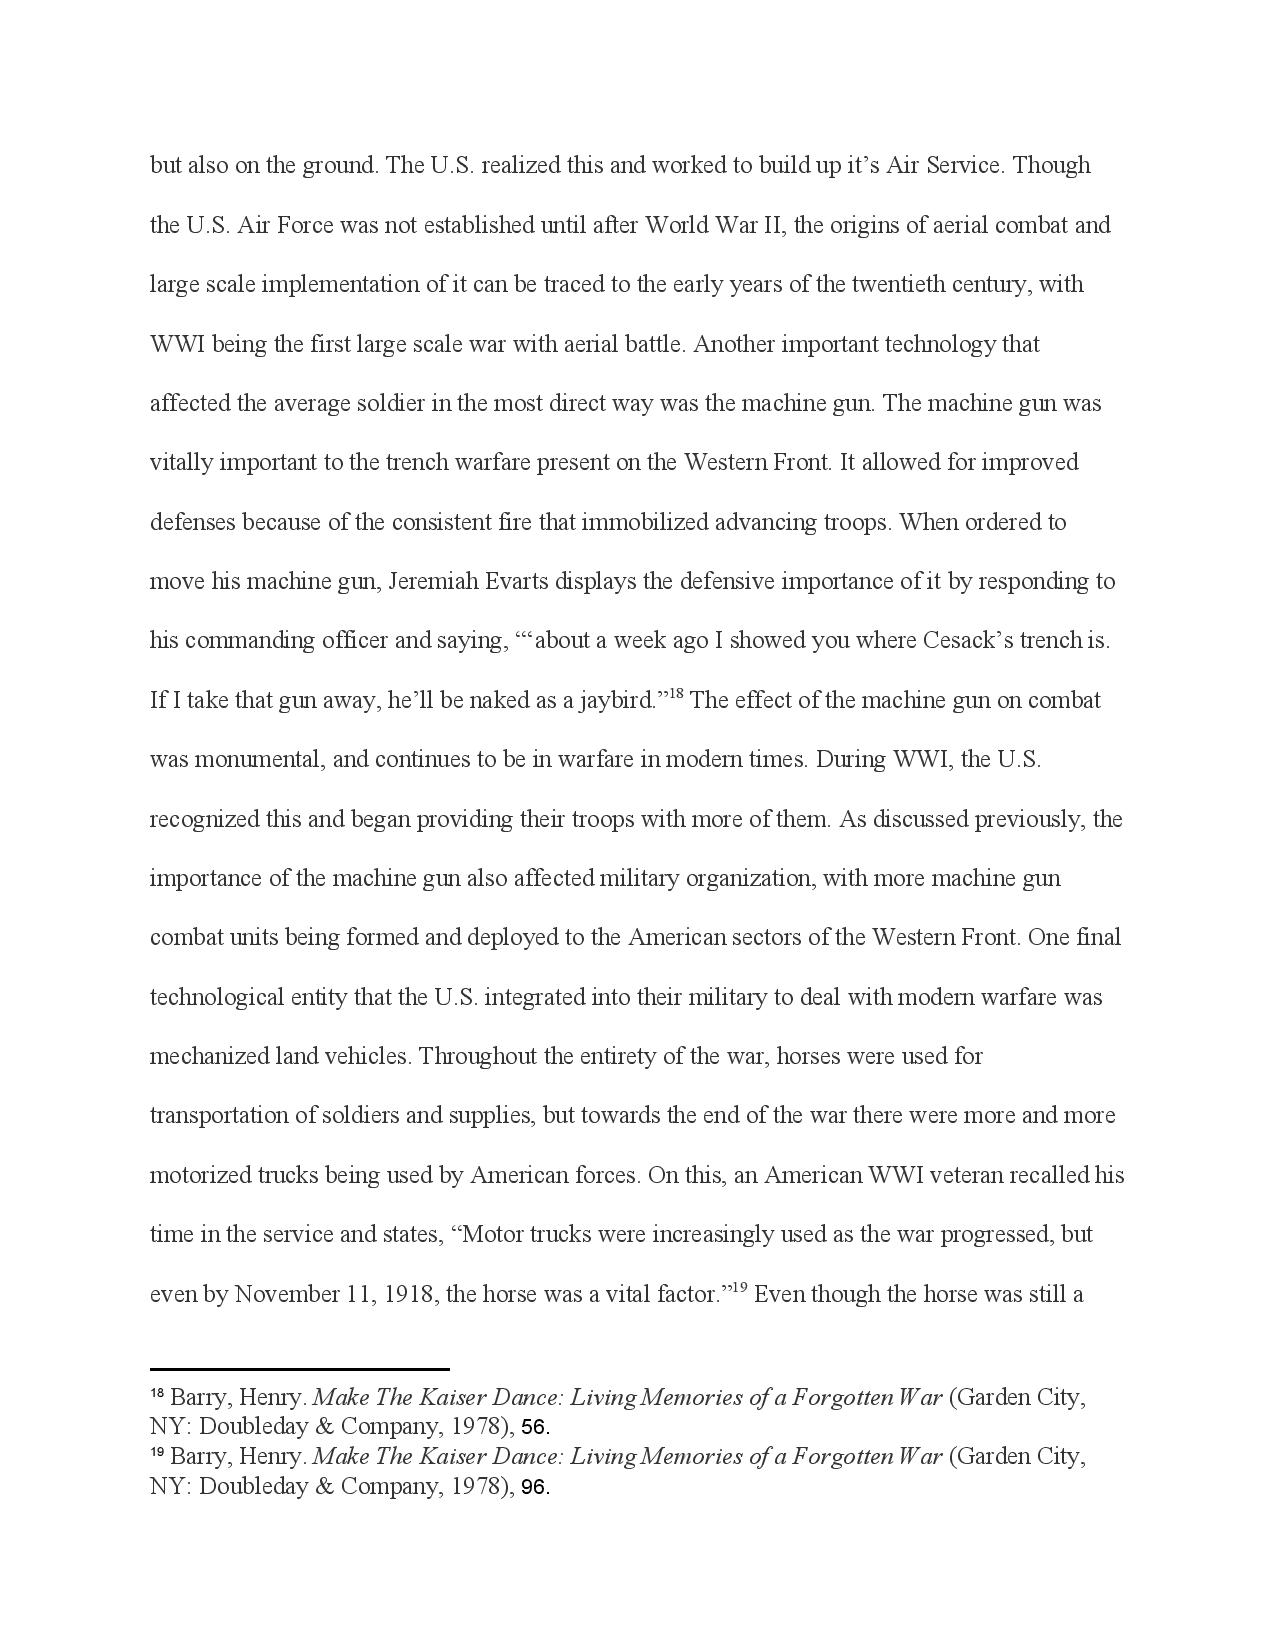 but also on the ground. The U.S. realized this and worked to build up it’s Air Service. Though
the U.S. Air Force was not established until after World War II, the origins of aerial combat and
large scale implementation of it can be traced to the early years of the twentieth century, with
WWI being the first large scale war with aerial battle. Another important technology that
affected the average soldier in the most direct way was the machine gun. The machine gun was
vitally important to the trench warfare present on the Western Front. It allowed for improved
defenses because of the consistent fire that immobilized advancing troops. When ordered to
move his machine gun, Jeremiah Evarts displays the defensive importance of it by responding to
his commanding officer and saying, “‘about a week ago I showed you where Cesack’s trench is.
If I take that gun away, he’ll be naked as a jaybird.”18 The effect of the machine gun on combat
was monumental, and continues to be in warfare in modern times. During WWI, the U.S.
recognized this and began providing their troops with more of them. As discussed previously, the
importance of the machine gun also affected military organization, with more machine gun
combat units being formed and deployed to the American sectors of the Western Front. One final
technological entity that the U.S. integrated into their military to deal with modern warfare was
mechanized land vehicles. Throughout the entirety of the war, horses were used for
transportation of soldiers and supplies, but towards the end of the war there were more and more
motorized trucks being used by American forces. On this, an American WWI veteran recalled his
time in the service and states, “Motor trucks were increasingly used as the war progressed, but
even by November 11, 1918, the horse was a vital factor.”19 Even though the horse was still a
18 Barry, Henry. Make The Kaiser Dance: Living Memories of a Forgotten War (Garden City,
NY: Doubleday & Company, 1978), 56.
19 Barry, Henry. Make The Kaiser Dance: Living Memories of a Forgotten War (Garden City,
NY: Doubleday & Company, 1978), 96.